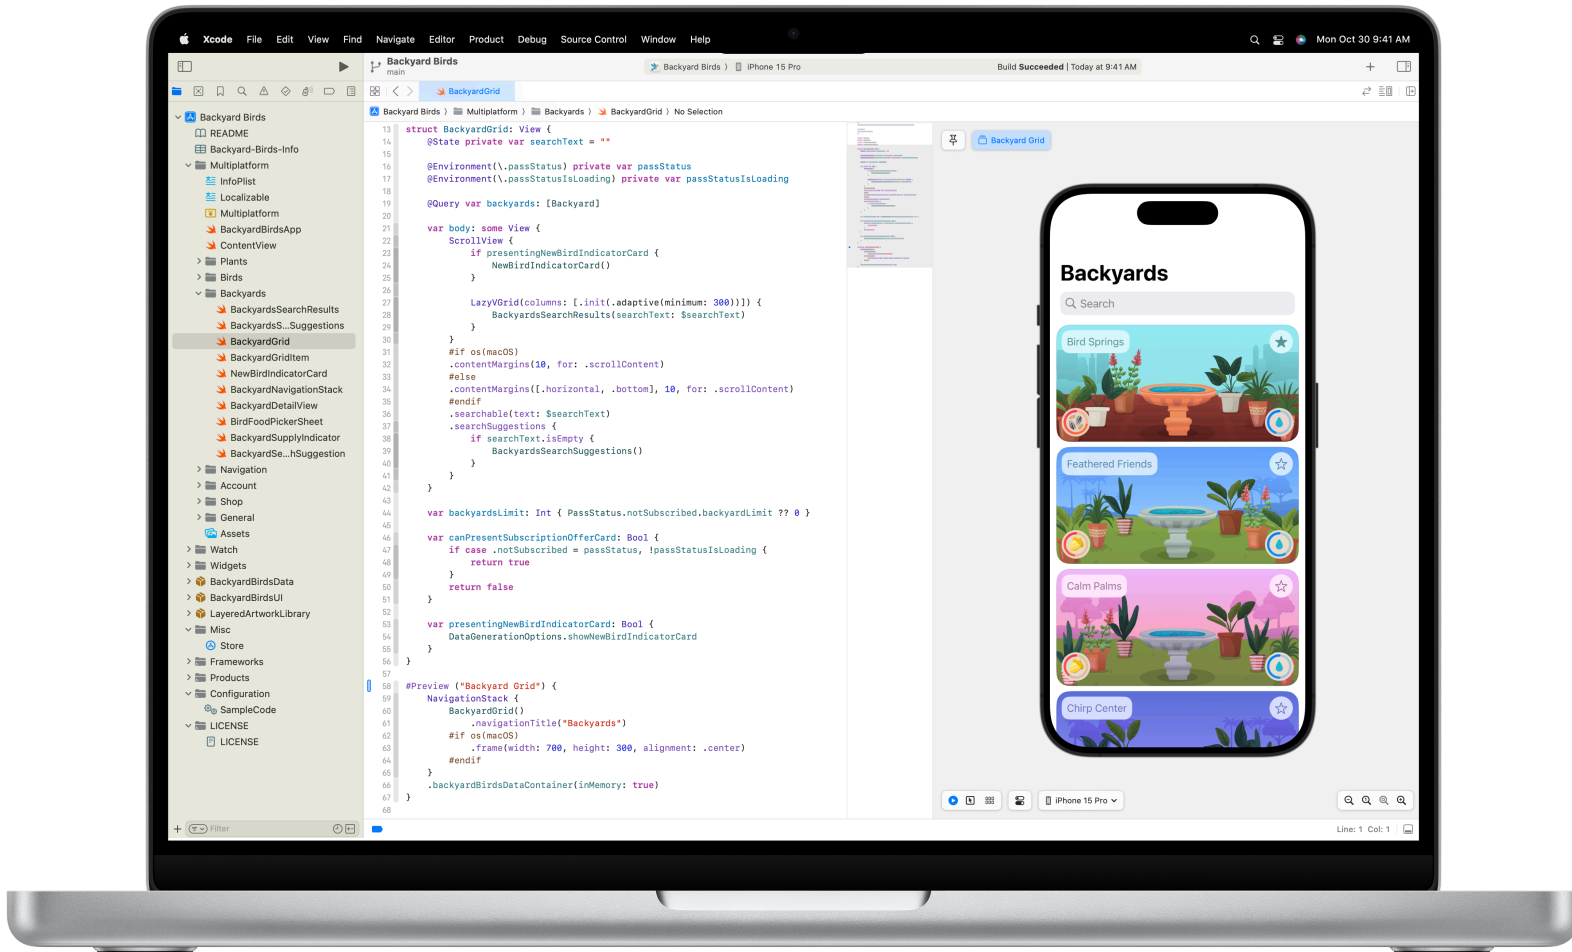 Xcode File Edit View Find Navigate Editor Product Debug Source Control Window Help
Mon Oct 30 9:41 AM
Backyard Birds
main
Backyard Birds iPhone 15 Pro
Build Succeeded | Today at 9:41 AM
BackyardGrid
Backyard Birds Multiplatform Backyards BackyardGrid No Selection
Backyard Birds
README
Backyard-Birds-Info
Multiplatform
InfoPlist
Localizable
Multiplatform
BackyardBirdsApp
ContentView
Plants
Birds
Backyards
BackyardsSearchResults
BackyardsS...Suggestions
BackyardGrid
BackyardGridItem
NewBirdIndicatorCard
BackyardNavigationStack
BackyardDetailView
BirdFoodPickerSheet
BackyardSupplyIndicator
BackyardSe...hSuggestion
Navigation
Account
Shop
General
Assets
Watch
Widgets
BackyardBirdsData
BackyardBirdsUI
LayeredArtworkLibrary
Misc
Store
Frameworks
Products
Configuration
SampleCode
LICENSE
LICENSE
Filter
13 struct BackyardGrid: View {
14 @State private var searchText = ""
15
16 @Environment(\.passStatus) private var passStatus
17 @Environment(\.passStatusIsLoading) private var passStatusIsLoading
18
19 @Query var backyards: [Backyard]
20
21 var body: some View {
22 ScrollView {
23 if presentingNewBirdIndicatorCard {
24 NewBirdIndicatorCard()
25 }
26
27 LazyVGrid(columns: [.init(.adaptive(minimum: 300))]) {
28 BackyardsSearchResults(searchText: $searchText)
29 }
30 }
31 #if os(macOS)
32 .contentMargins(10, for: .scrollContent)
33 #else
34 .contentMargins([.horizontal, .bottom], 10, for: .scrollContent)
35 #endif
36 .searchable(text: $searchText)
37 .searchSuggestions {
38 if searchText.isEmpty {
39 BackyardsSearchSuggestions()
40 }
41 }
42 }
43
44 var backyardsLimit: Int { PassStatus.notSubscribed.backyardLimit ?? 0 }
45
46 var canPresentSubscriptionOfferCard: Bool {
47 if case .notSubscribed = passStatus, !passStatusIsLoading {
48 return true
49 }
50 return false
51 }
52
53 var presentingNewBirdIndicatorCard: Bool {
54 DataGenerationOptions.showNewBirdIndicatorCard
55 }
56 }
57
58 #Preview ("Backyard Grid") {
59 NavigationStack {
60 BackyardGrid()
61 .navigationTitle("Backyards")
62 #if os(macOS)
63 .frame(width: 700, height: 300, alignment: .center)
64 #endif
65 }
66 .backyardBirdsDataContainer(inMemory: true)
67 }
68
Backyard Grid
Backyards
Search
Bird Springs
Feathered Friends
Calm Palms
Chirp Center
iPhone 15 Pro
Line: 1 Col: 1